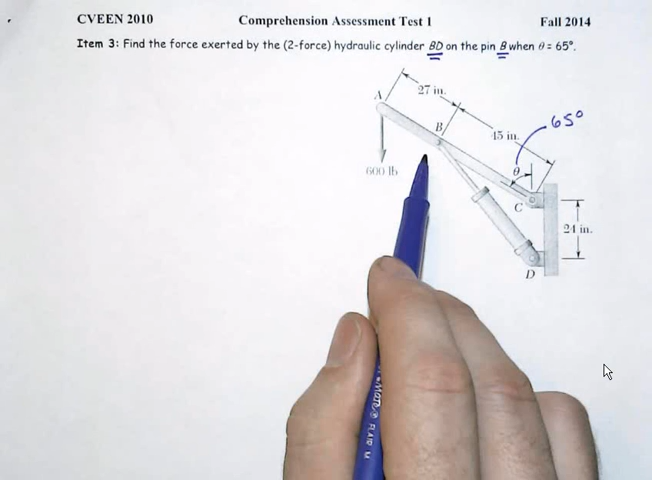 CVEEN 2010 Comprehension Assessment Test 1 Fall 2014
Item 3: Find the force exerted by the (2-force) hydraulic cylinder BD on the pin B when θ = 65°.
A
27 in.
B
45 in.
65°
600 lb
θ
C
24 in.
D
FLAIR M